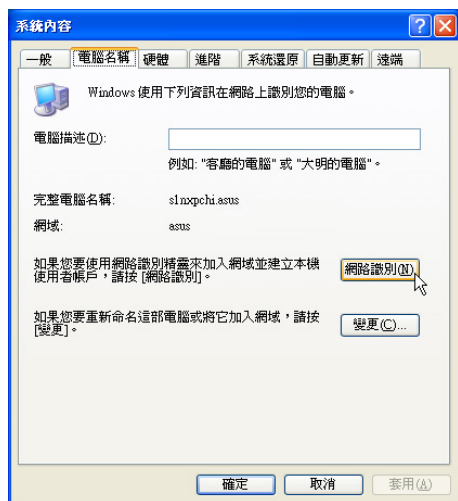 系統內容
一般 電腦名稱 硬體 進階 系統還原 自動更新 遠端
Windows 使用下列資訊在網路上識別您的電腦。
電腦描述(D):
例如: "客廳的電腦" 或 "大明的電腦"。
完整電腦名稱: s1nxpchi.asus
網域: asus
如果您要使用網路識別精靈來加入網域並建立本機
使用者帳戶，請按 [網路識別]。
網路識別(N)
如果您要重新命名這部電腦或將它加入網域，請按
[變更]。
變更(C)...
確定 取消 套用(A)